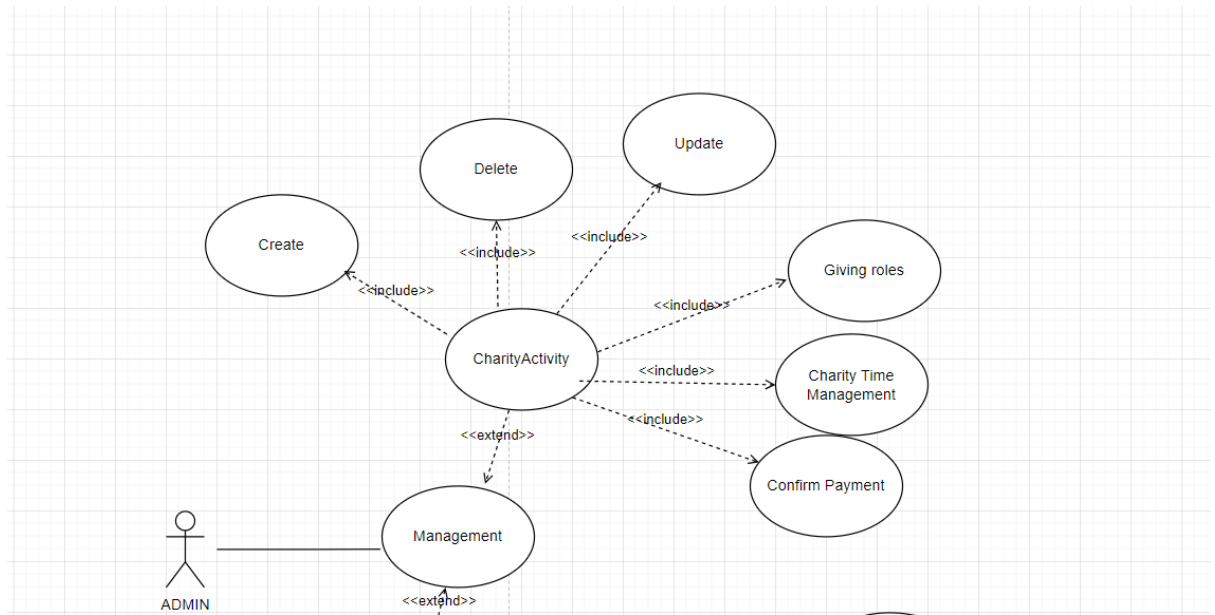 Update
Delete
<<include>>
Create
<<include>>
Giving roles
<<include>>
<<include>>
CharityActivity
<<include>>
Charity Time
Management
<<include>>
<<extend>>
Confirm Payment
Management
ADMIN
<<extend>>